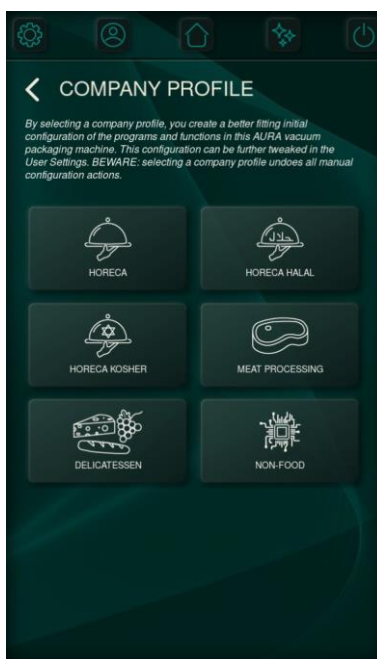 COMPANY PROFILE
By selecting a company profile, you create a better fitting initial
configuration of the programs and functions in this AURA vacuum
packaging machine. This configuration can be further tweaked in the
User Settings. BEWARE: selecting a company profile undoes all manual
configuration actions.
HORECA
حلال
HORECA HALAL
HORECA KOSHER
MEAT PROCESSING
DELICATESSEN
NON-FOOD